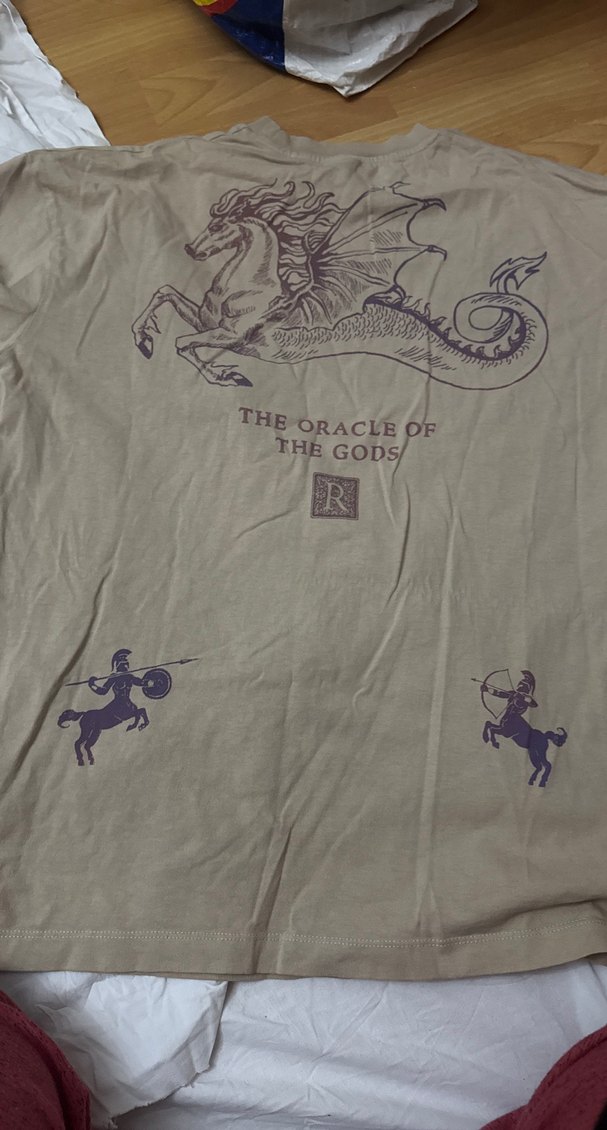 THE ORACLE OF
THE GODS
R